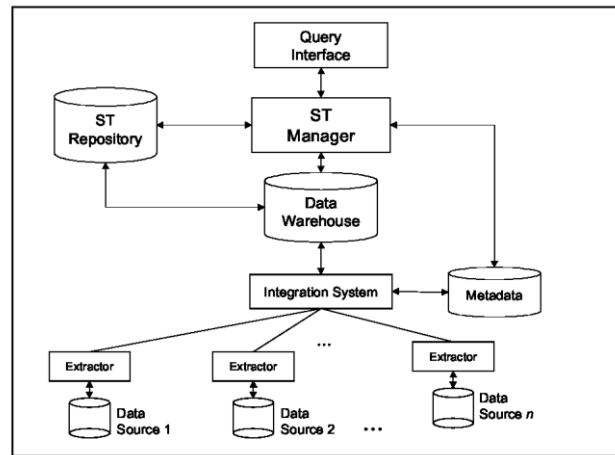 Query
Interface
ST
Repository
ST
Manager
Data
Warehouse
Integration System
Metadata
...
Extractor
Extractor
Extractor
Data
Source 1
Data
Source 2
...
Data
Source n